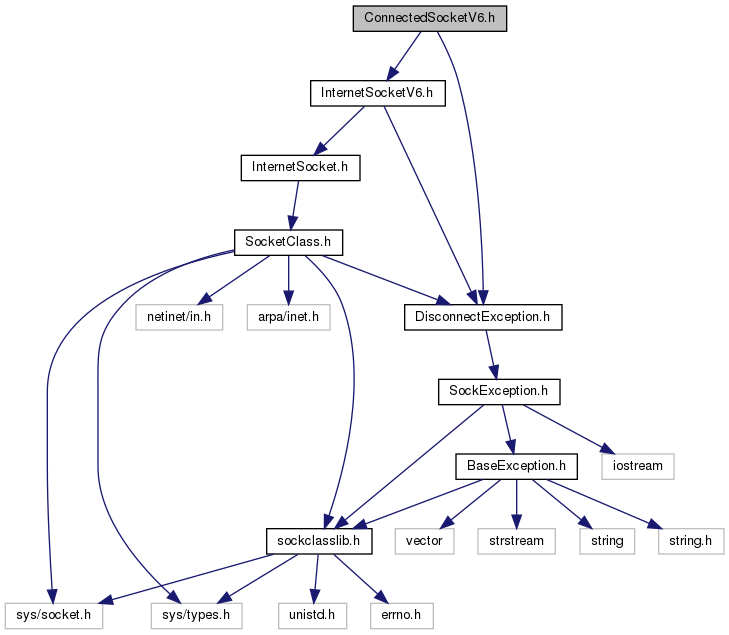 ConnectedSocketV6.h
InternetSocketV6.h
InternetSocket.h
SocketClass.h
netinet/in.h
arpa/inet.h
DisconnectException.h
SockException.h
BaseException.h
iostream
sockclasslib.h
vector
strstream
string
string.h
sys/socket.h
sys/types.h
unistd.h
errno.h